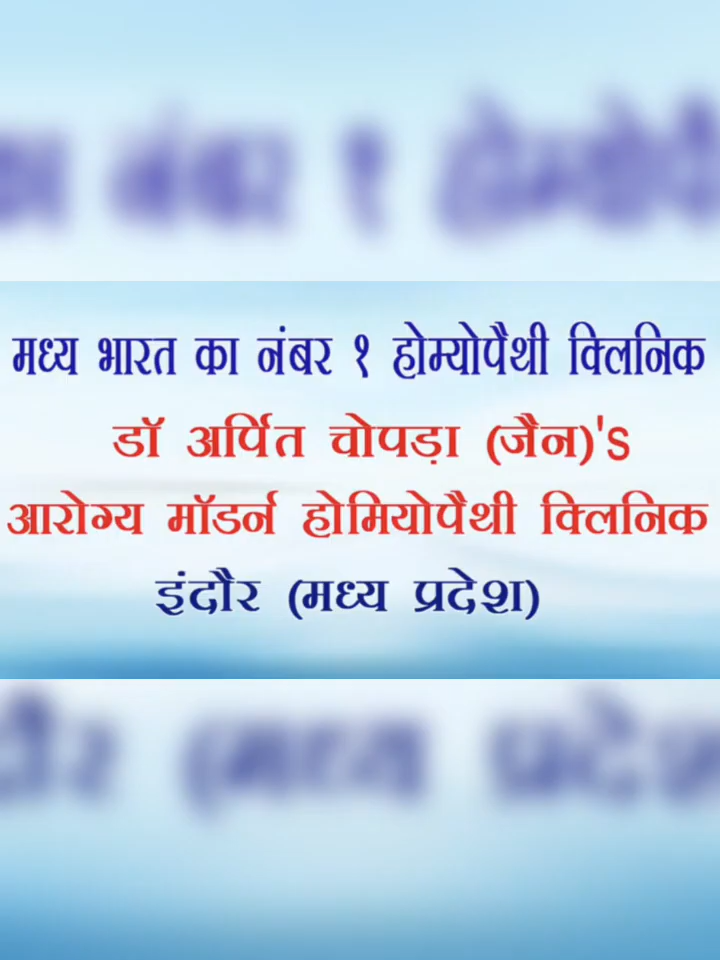 मध्य भारत का नंबर १ होम्योपैथी क्लिनिक
डॉ अर्पित चोपड़ा (जैन)'s
आरोग्य मॉडर्न होमियोपैथी क्लिनिक
इंदौर (मध्य प्रदेश)